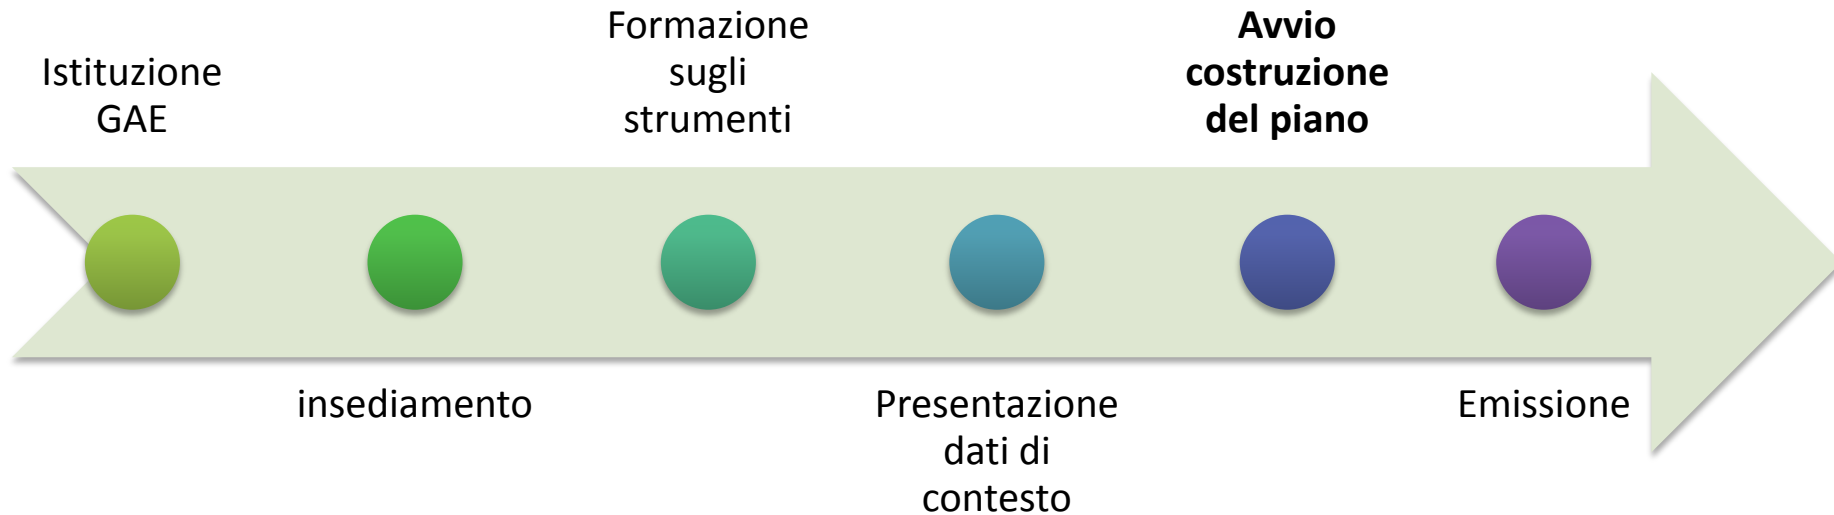 Istituzione
GAE
insediamento
Formazione
sugli
strumenti
Presentazione
dati di
contesto
Avvio
costruzione
del piano
Emissione